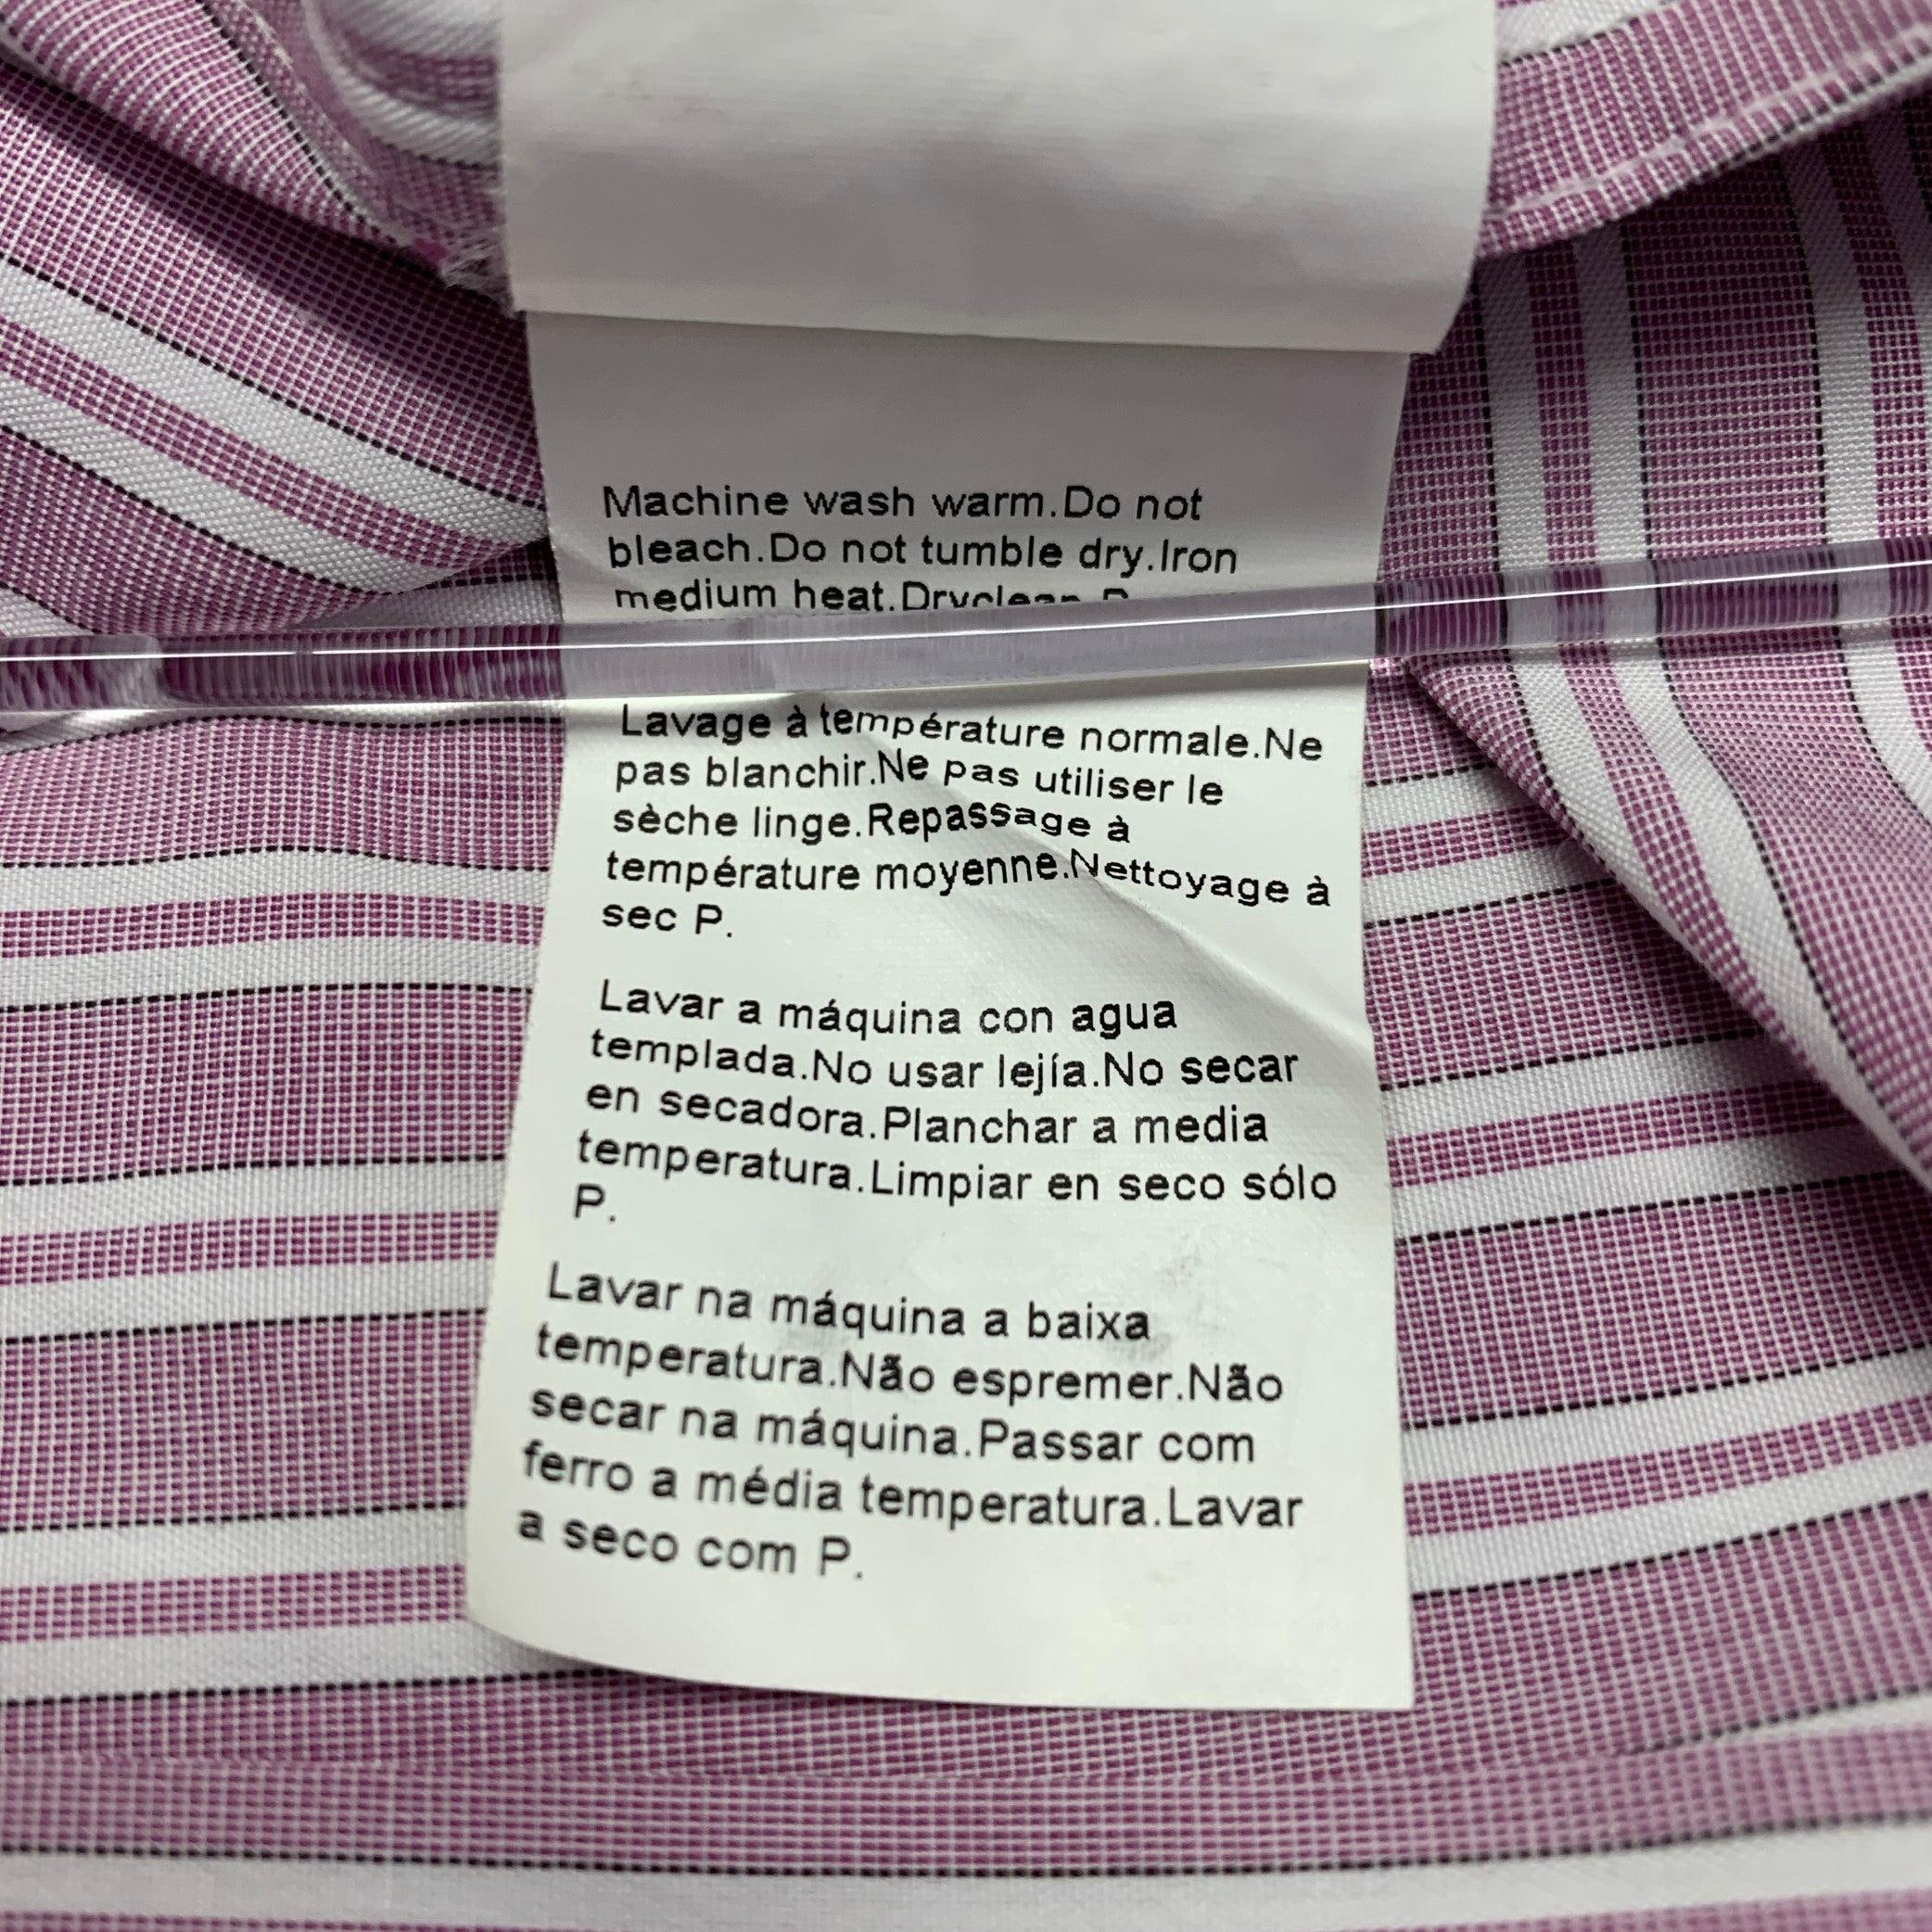 Machine wash warm.Do not
bleach.Do not tumble dry.Iron
medium heat.Dryclean P
Lavage à température normale.Ne
pas blanchir.Ne pas utiliser le
sèche linge.Repassage à
température moyenne.Nettoyage à
sec P.
Lavar a máquina con agua
templada.No usar lejía.No secar
en secadora.Planchar a media
temperatura.Limpiar en seco sólo
P.
Lavar na máquina a baixa
temperatura.Não espremer.Não
secar na máquina.Passar com
ferro a média temperatura.Lavar
a seco com P.